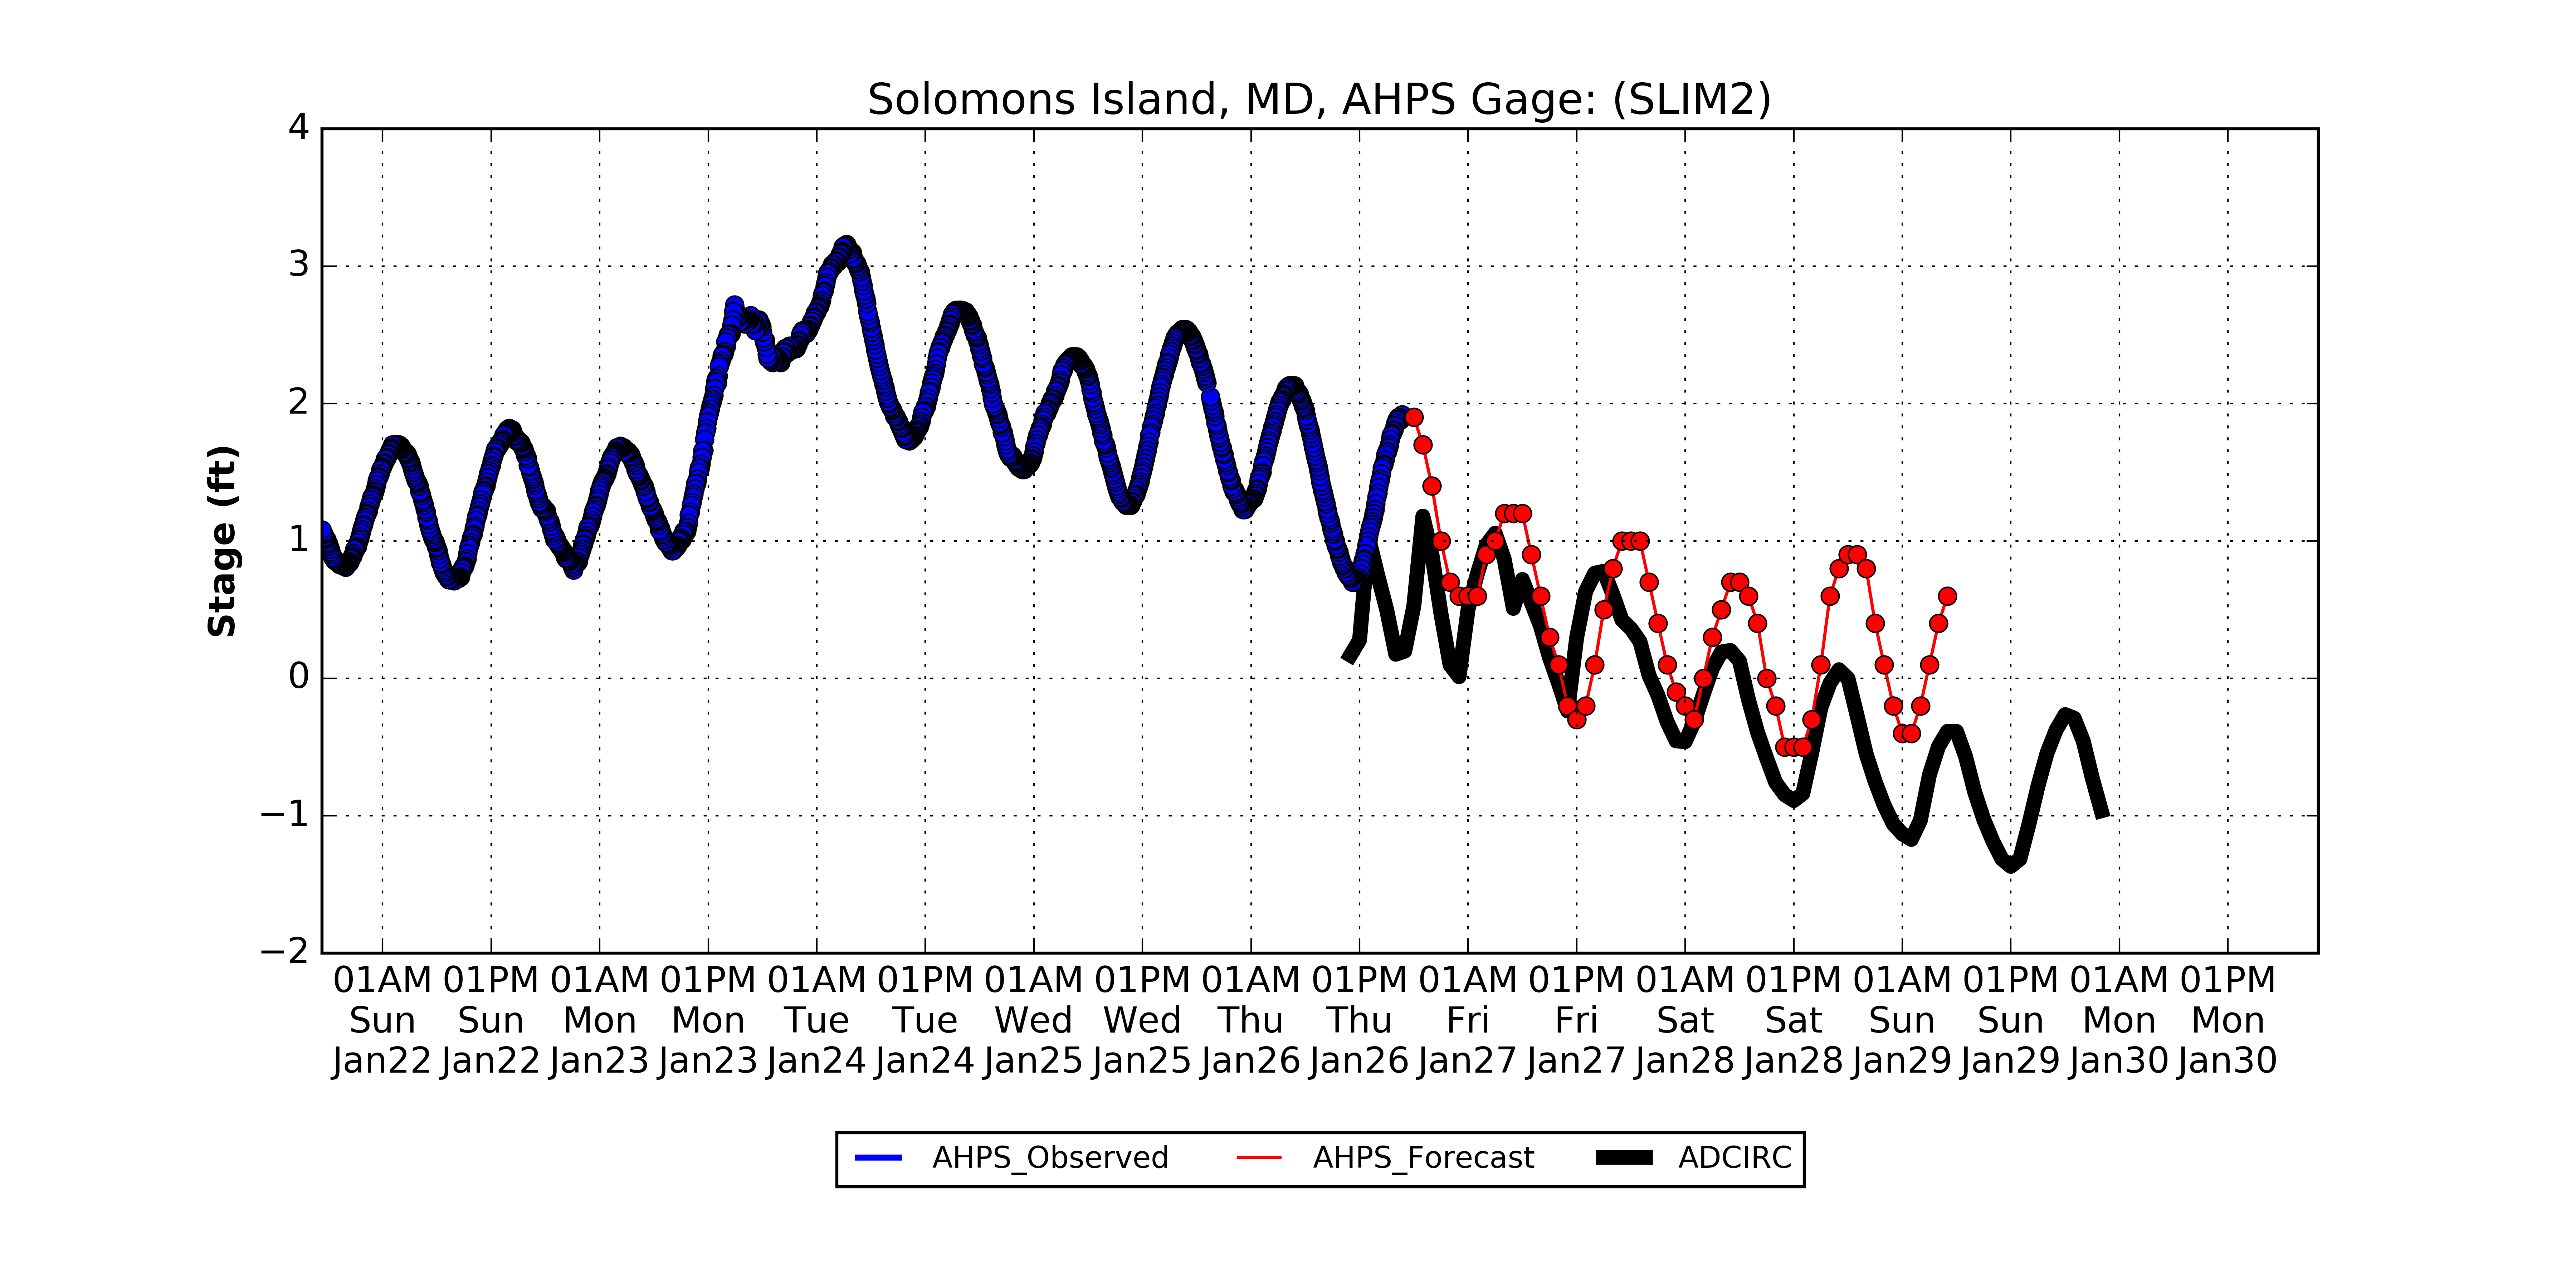 Solomons Island, MD, AHPS Gage: (SLIM2)
Stage (ft)
4
3
2
1
0
−1
−2
01AM 01PM 01AM 01PM 01AM 01PM 01AM 01PM 01AM 01PM 01AM 01PM 01AM 01PM 01AM 01PM 01AM 01PM
Sun Sun Mon Mon Tue Tue Wed Wed Thu Thu Fri Fri Sat Sat Sun Sun Mon Mon
Jan22 Jan22 Jan23 Jan23 Jan24 Jan24 Jan25 Jan25 Jan26 Jan26 Jan27 Jan27 Jan28 Jan28 Jan29 Jan29 Jan30 Jan30
AHPS_Observed AHPS_Forecast ADCIRC